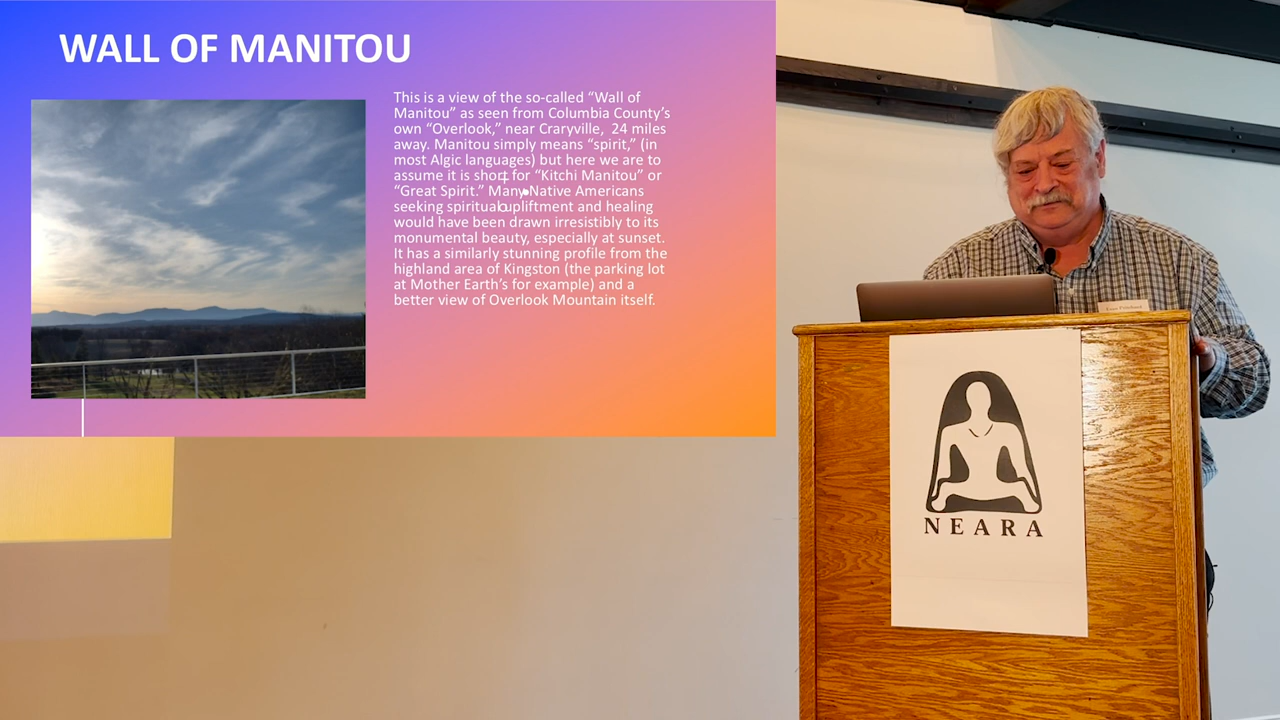 WALL OF MANITOU
This is a view of the so-called “Wall of
Manitou” as seen from Columbia County’s
own “Overlook,” near Craryville,  24 miles
away. Manitou simply means “spirit,” (in
most Algic languages) but here we are to
assume it is short for “Kitchi Manitou” or
“Great Spirit.” Many Native Americans
seeking spiritual upliftment and healing
would have been drawn irresistibly to its
monumental beauty, especially at sunset.
It has a similarly stunning profile from the
highland area of Kingston (the parking lot
at Mother Earth’s for example) and a
better view of Overlook Mountain itself.
NEARA